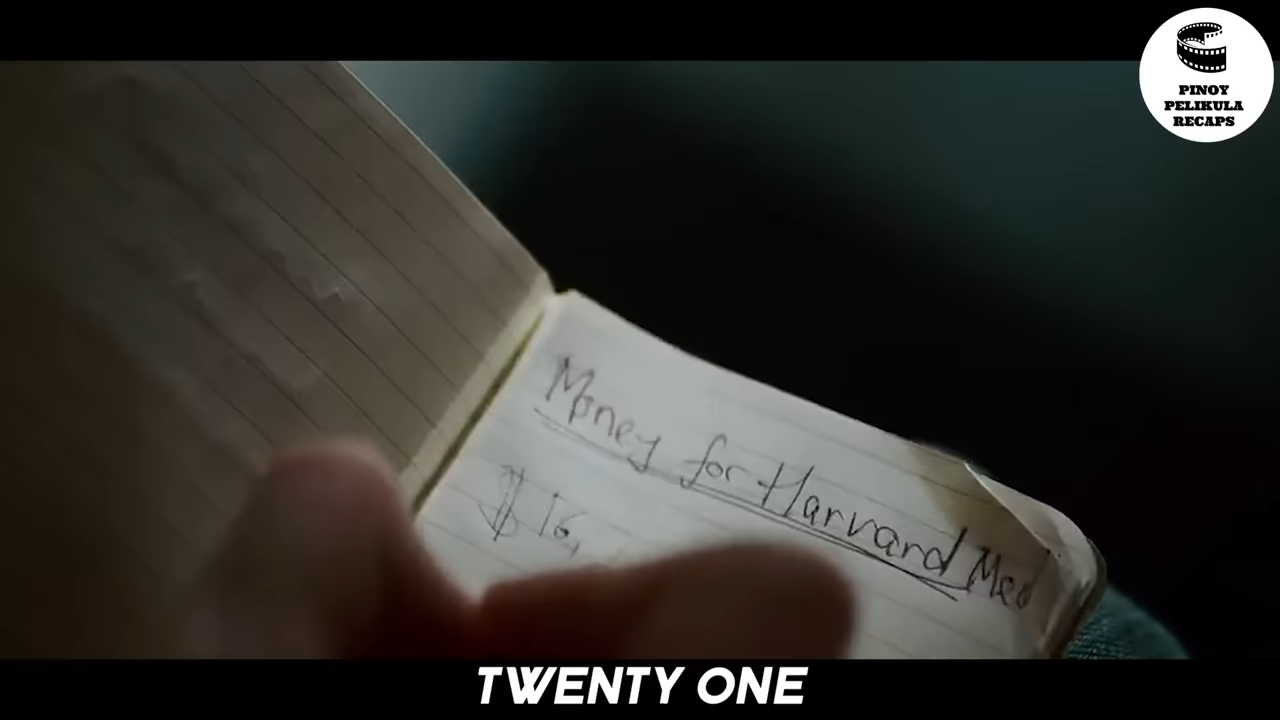 PINOY
PELIKULA
RECAPS
Money for Harvard Med
$ 16,
TWENTY ONE